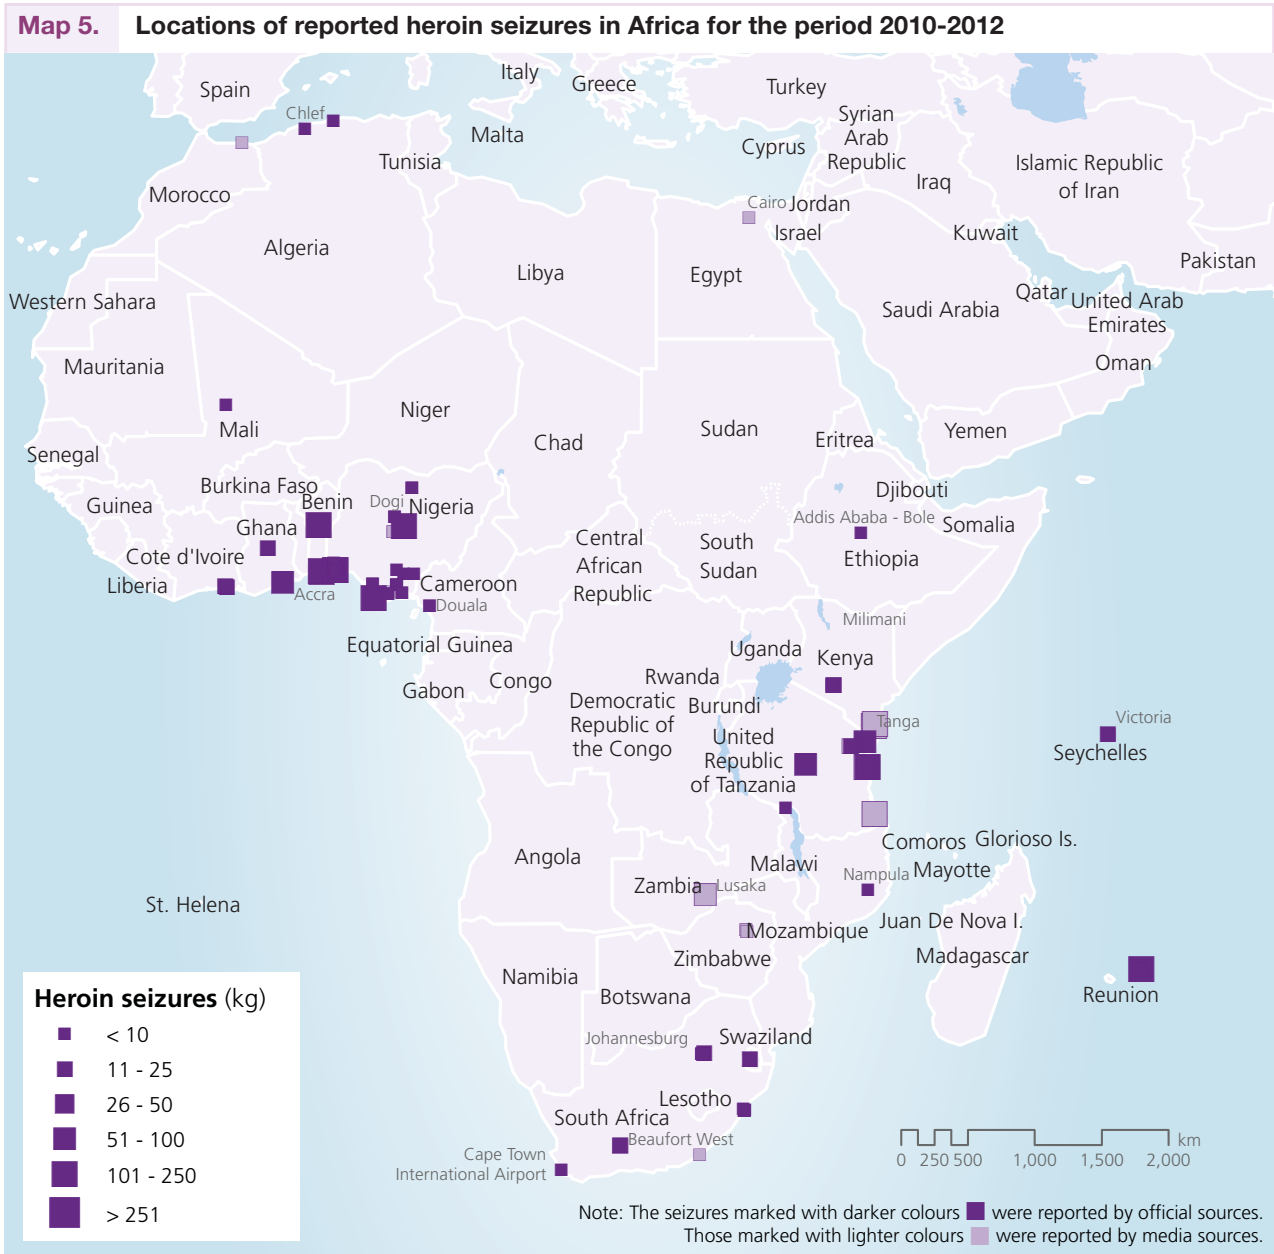 Map 5. Locations of reported heroin seizures in Africa for the period 2010-2012
Spain
Italy
Greece
Turkey
Chlef
Malta
Syrian
Arab
Republic
Cyprus
Tunisia
Iraq
Islamic Republic
of Iran
Morocco
Cairo
Jordan
Israel
Kuwait
Algeria
Libya
Egypt
Pakistan
Western Sahara
Saudi Arabia
Qatar
United Arab
Emirates
Mauritania
Oman
Niger
Mali
Chad
Sudan
Eritrea
Yemen
Senegal
Burkina Faso
Djibouti
Guinea
Benin
Dogi
Nigeria
Addis Ababa - Bole
Somalia
Ghana
Central
African
Republic
South
Sudan
Cote d'Ivoire
Ethiopia
Liberia
Accra
Cameroon
Douala
Milimani
Equatorial Guinea
Uganda
Kenya
Gabon
Congo
Rwanda
Democratic
Republic of
the Congo
Burundi
Tanga
Victoria
Seychelles
United
Republic
of Tanzania
Comoros
Glorioso Is.
Angola
Malawi
Mayotte
Nampula
Zambia
Lusaka
St. Helena
Mozambique
Juan De Nova I.
Zimbabwe
Madagascar
Namibia
Botswana
Reunion
Johannesburg
Swaziland
Lesotho
South Africa
Beaufort West
Cape Town
International Airport
Heroin seizures (kg)
< 10
11 - 25
26 - 50
51 - 100
101 - 250
> 251
km
0 250 500 1,000 1,500 2,000
Note: The seizures marked with darker colours were reported by official sources.
Those marked with lighter colours were reported by media sources.